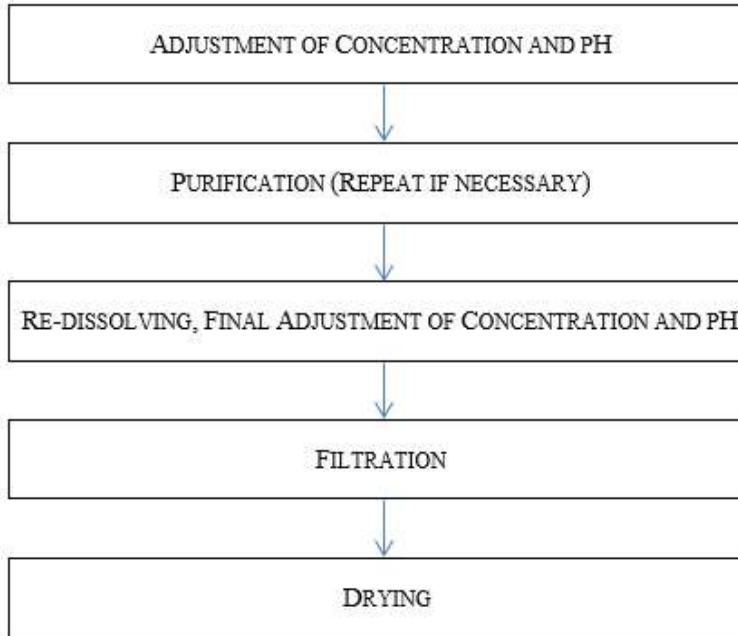 ADJUSTMENT OF CONCENTRATION AND PH
PURIFICATION (REPEAT IF NECESSARY)
RE-DISSOLVING, FINAL ADJUSTMENT OF CONCENTRATION AND PH
FILTRATION
DRYING